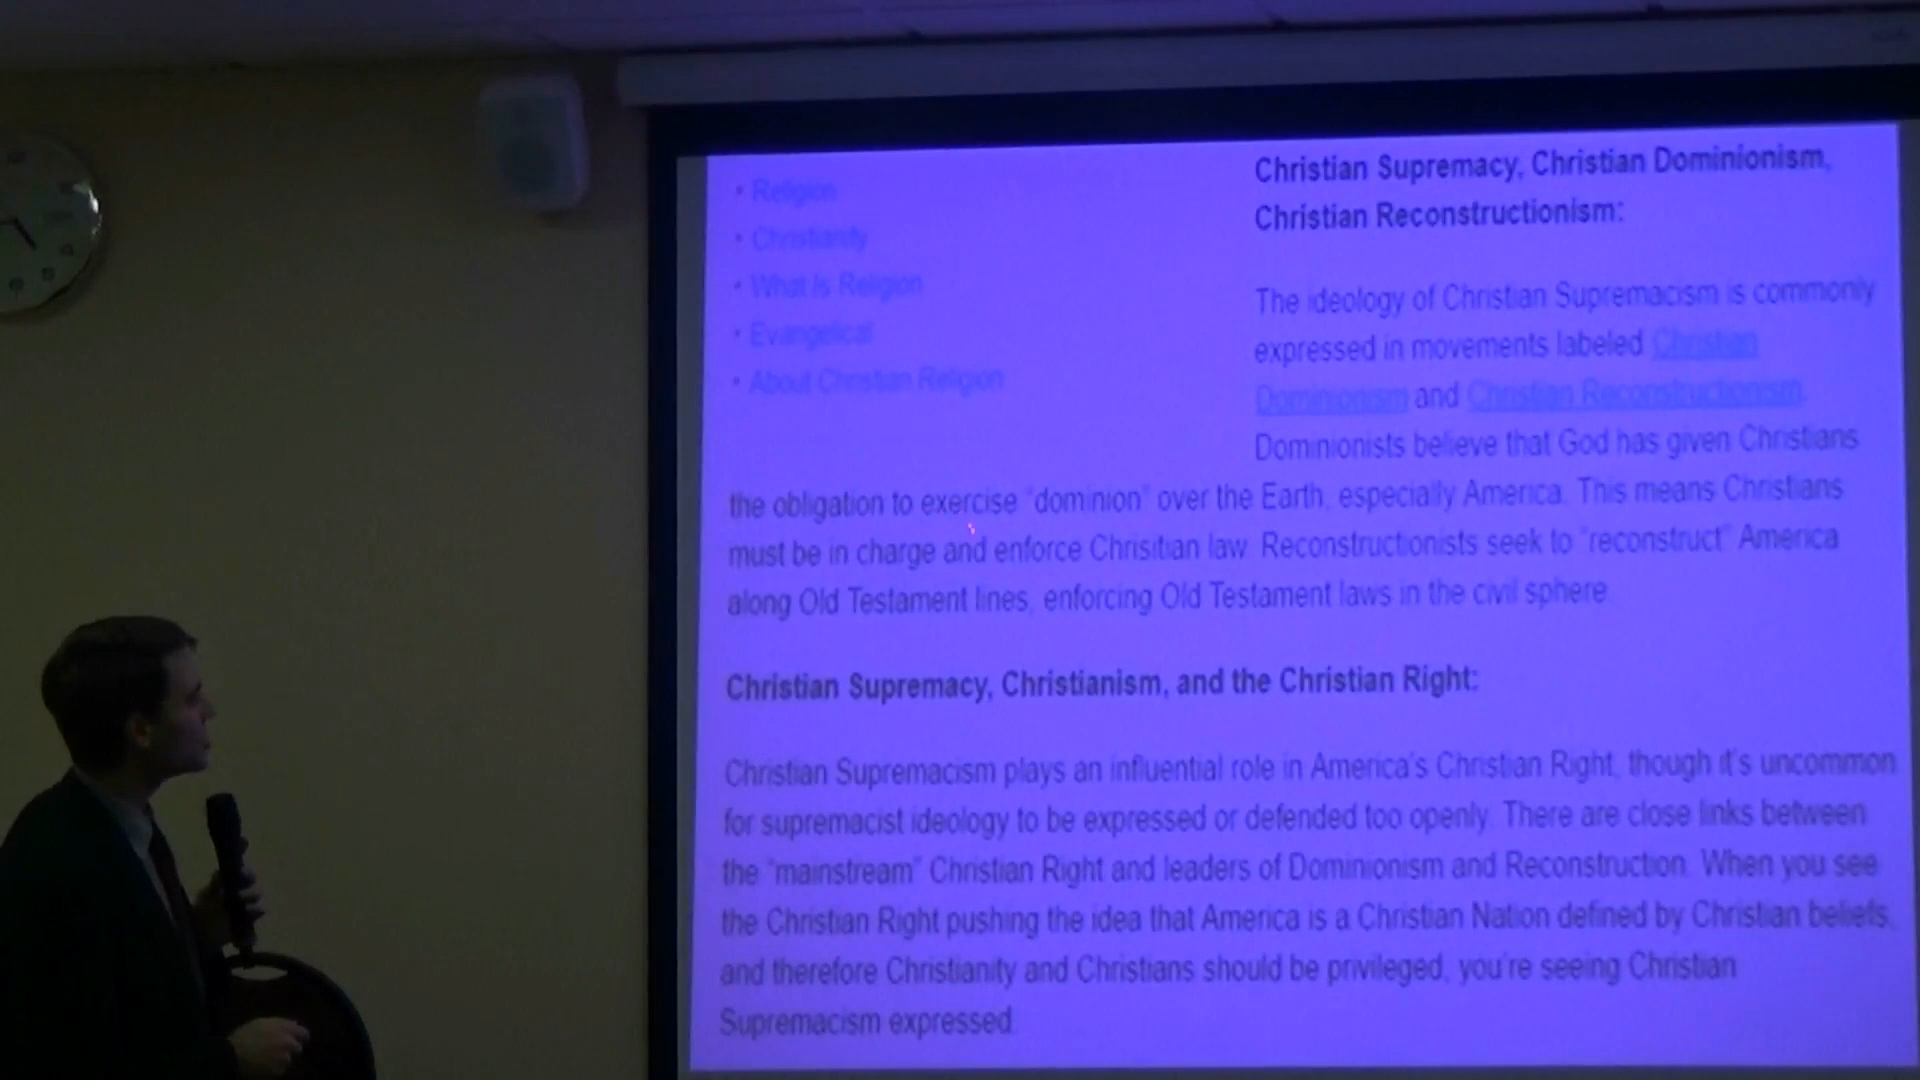 • Religion
• Christianity
• What Is Religion
• Evangelical
• About Christian Religion
Christian Supremacy, Christian Dominionism,
Christian Reconstructionism:
The ideology of Christian Supremacism is commonly
expressed in movements labeled Christian
Dominionism and Christian Reconstructionism.
Dominionists believe that God has given Christians
the obligation to exercise "dominion" over the Earth, especially America. This means Christians
must be in charge and enforce Chrisitian law. Reconstructionists seek to "reconstruct" America
along Old Testament lines, enforcing Old Testament laws in the civil sphere.
Christian Supremacy, Christianism, and the Christian Right:
Christian Supremacism plays an influential role in America's Christian Right, though it's uncommon
for supremacist ideology to be expressed or defended too openly. There are close links between
the "mainstream" Christian Right and leaders of Dominionism and Reconstruction. When you see
the Christian Right pushing the idea that America is a Christian Nation defined by Christian beliefs,
and therefore Christianity and Christians should be privileged, you're seeing Christian
Supremacism expressed.